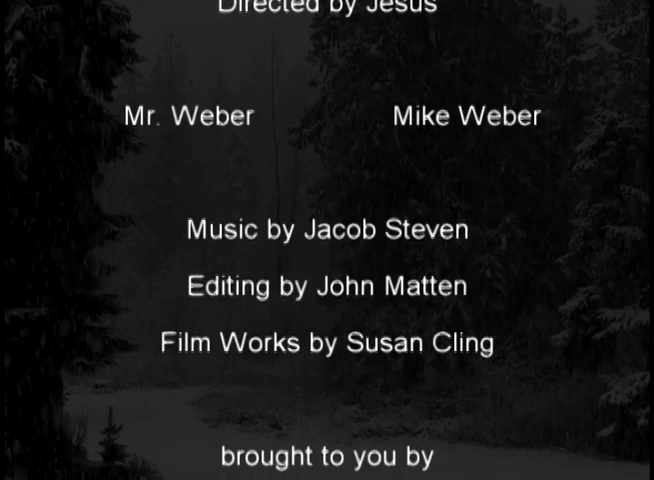 Directed by Jesus
Mr. Weber Mike Weber
Music by Jacob Steven
Editing by John Matten
Film Works by Susan Cling
brought to you by